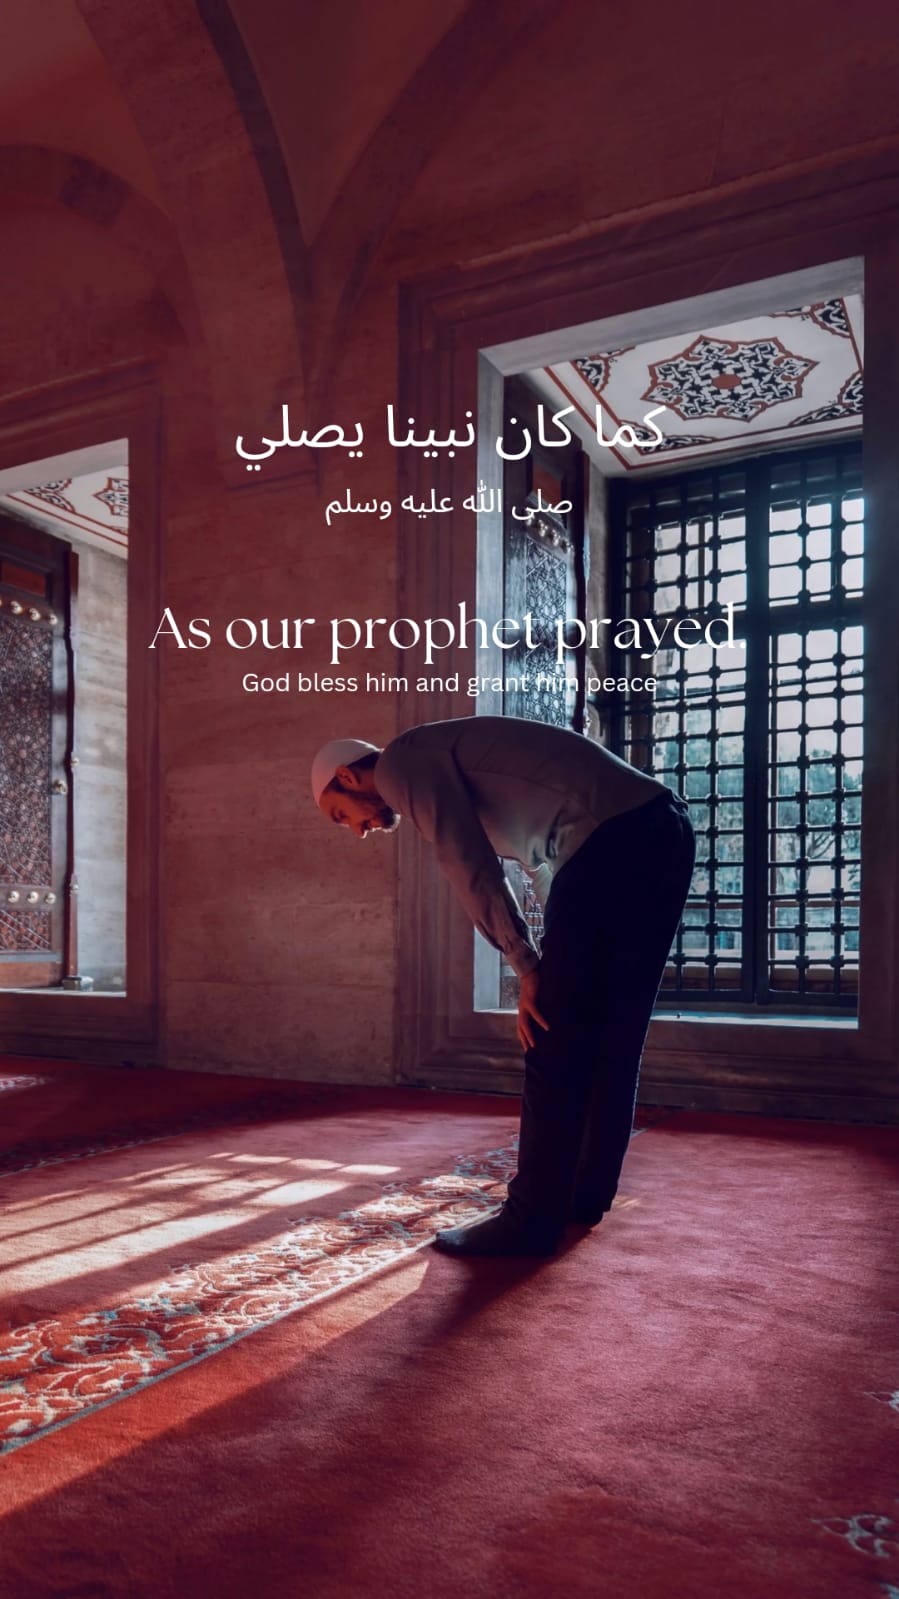 كما كان نبينا يصلي
صلى الله عليه وسلم
As our prophet prayed.
God bless him and grant him peace